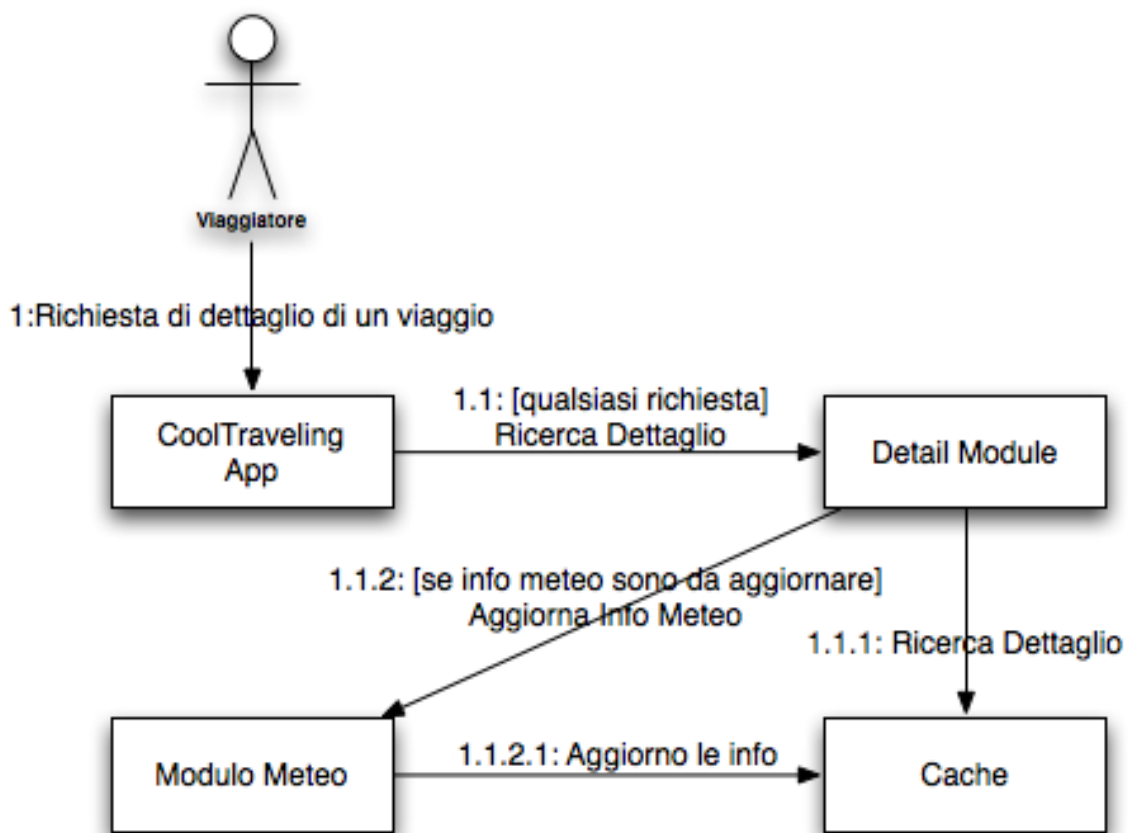 Viaggiatore
1:Richiesta di dettaglio di un viaggio
CoolTraveling
App
1.1: [qualsiasi richiesta]
Ricerca Dettaglio
Detail Module
1.1.2: [se info meteo sono da aggiornare]
Aggiorna Info Meteo
1.1.1: Ricerca Dettaglio
Modulo Meteo
1.1.2.1: Aggiorno le info
Cache